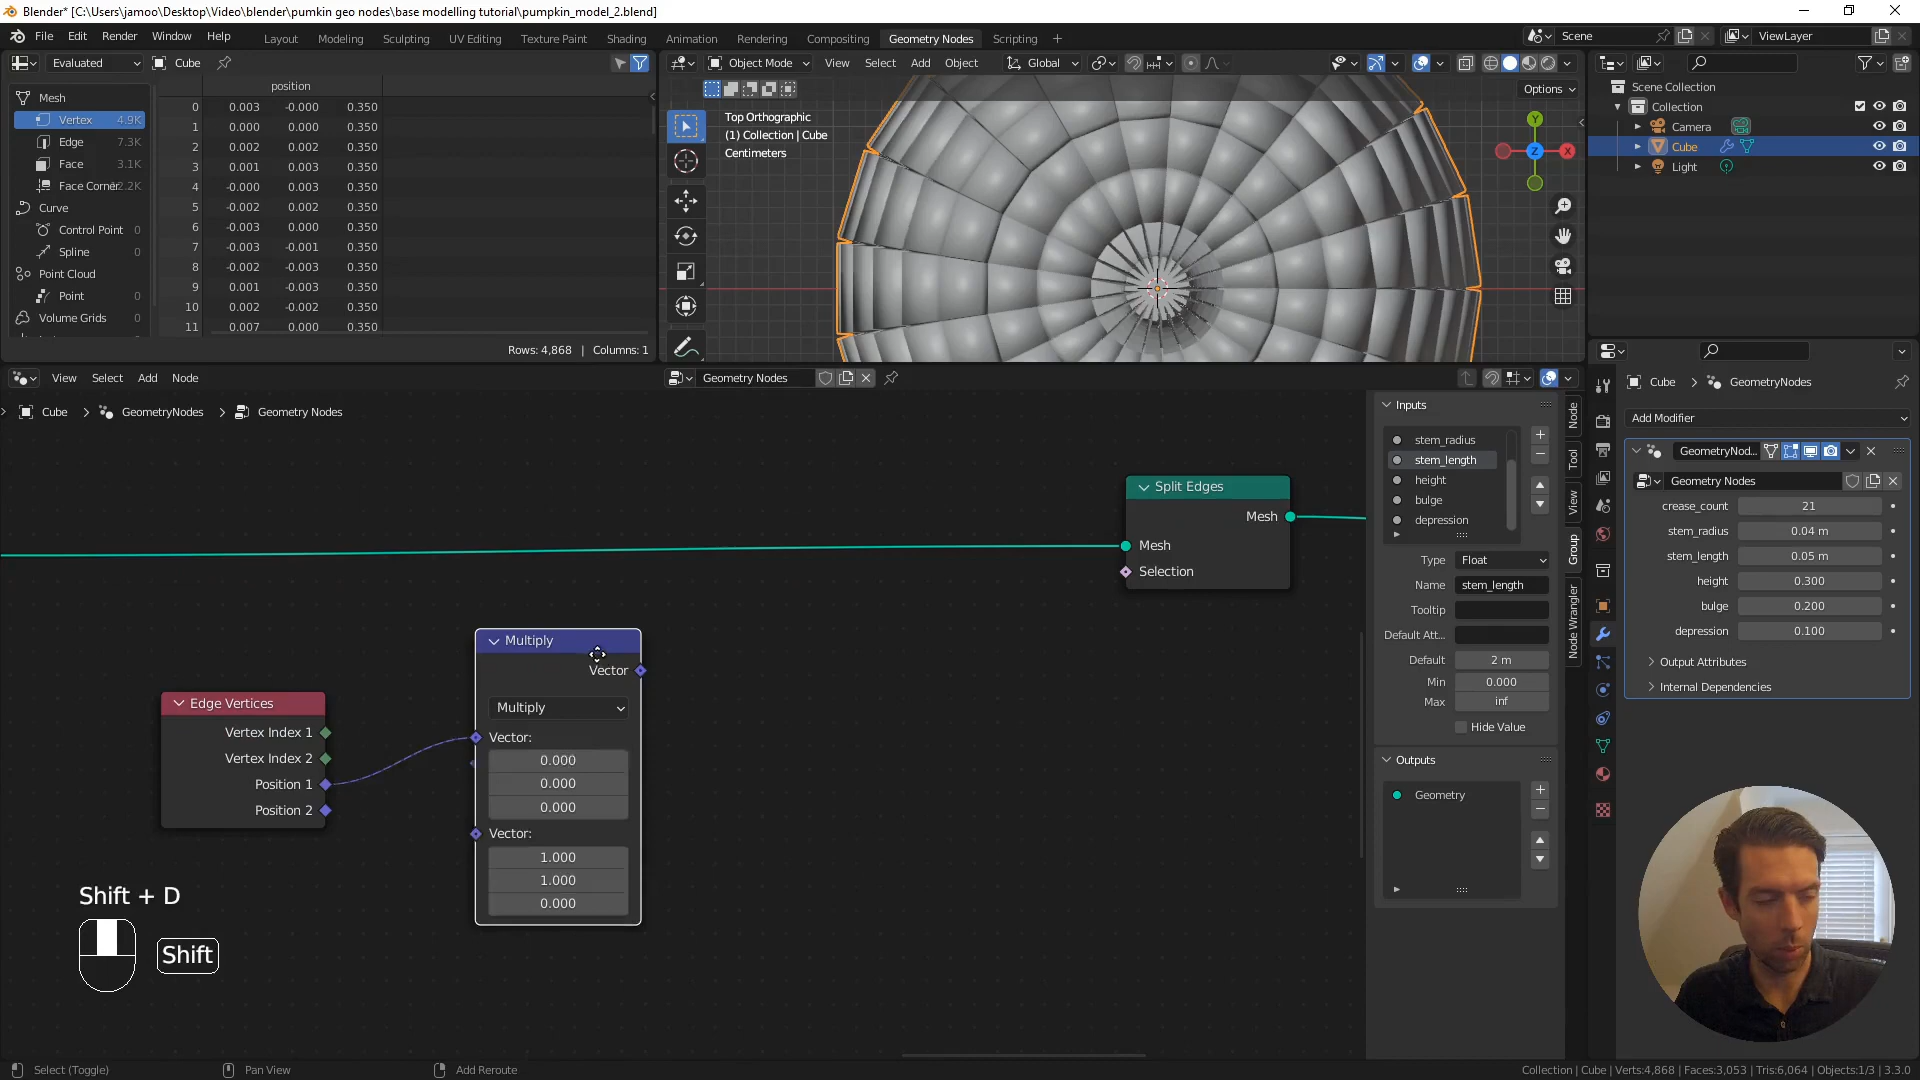 Blender* [C:\Users\jamoo\Desktop\Video\blender\pumkin geo nodes\base modelling tutorial\pumpkin_model_2.blend]
File Edit Render Window Help Layout Modeling Sculpting UV Editing Texture Paint Shading Animation Rendering Compositing Geometry Nodes Scripting + Scene ViewLayer
Evaluated Cube
Object Mode View Select Add Object Global
Options
position
Mesh
Vertex 4.9K
Edge 7.3K
Face 3.1K
Face Corner
Curve
Control Point 0
Spline 0
Point Cloud
Point 0
Volume Grids
0 0.003 -0.000 0.350
1 0.000 0.003 0.350
2 0.002 0.002 0.350
3 0.001 0.003 0.350
4 -0.000 0.003 0.350
5 -0.002 0.002 0.350
6 -0.003 0.000 0.350
7 -0.003 -0.001 0.350
8 -0.002 -0.003 0.350
9 0.001 -0.003 0.350
10 0.002 -0.002 0.350
11 0.007 0.000 0.350
Rows: 4,868 | Columns: 1
Top Orthographic
(1) Collection | Cube
Centimeters
Y
X
Z
Scene Collection
Collection
Camera
Cube
Light
View Select Add Node
Geometry Nodes
Cube GeometryNodes Geometry Nodes
Edge Vertices
Vertex Index 1
Vertex Index 2
Position 1
Position 2
Multiply
Vector
Multiply
Vector:
0.000
0.000
0.000
Vector:
1.000
1.000
0.000
Split Edges
Mesh
Mesh
Selection
Shift + D
Shift
Inputs
stem_radius
stem_length
height
bulge
depression
Type Float
Name stem_length
Tooltip
Default Att...
Default 2 m
Min 0.000
Max inf
Hide Value
Outputs
Geometry
Node
Tool
View
Group
Node Wrangler
Cube GeometryNodes
Add Modifier
GeometryNod...
Geometry Nodes
crease_count 21
stem_radius 0.04 m
stem_length 0.05 m
height 0.300
bulge 0.200
depression 0.100
Output Attributes
Internal Dependencies
Select (Toggle) Pan View Add Reroute
Collection | Cube | Verts:4,868 | Faces:3,053 | Tris:6,064 | Objects:1/3 | 3.3.0